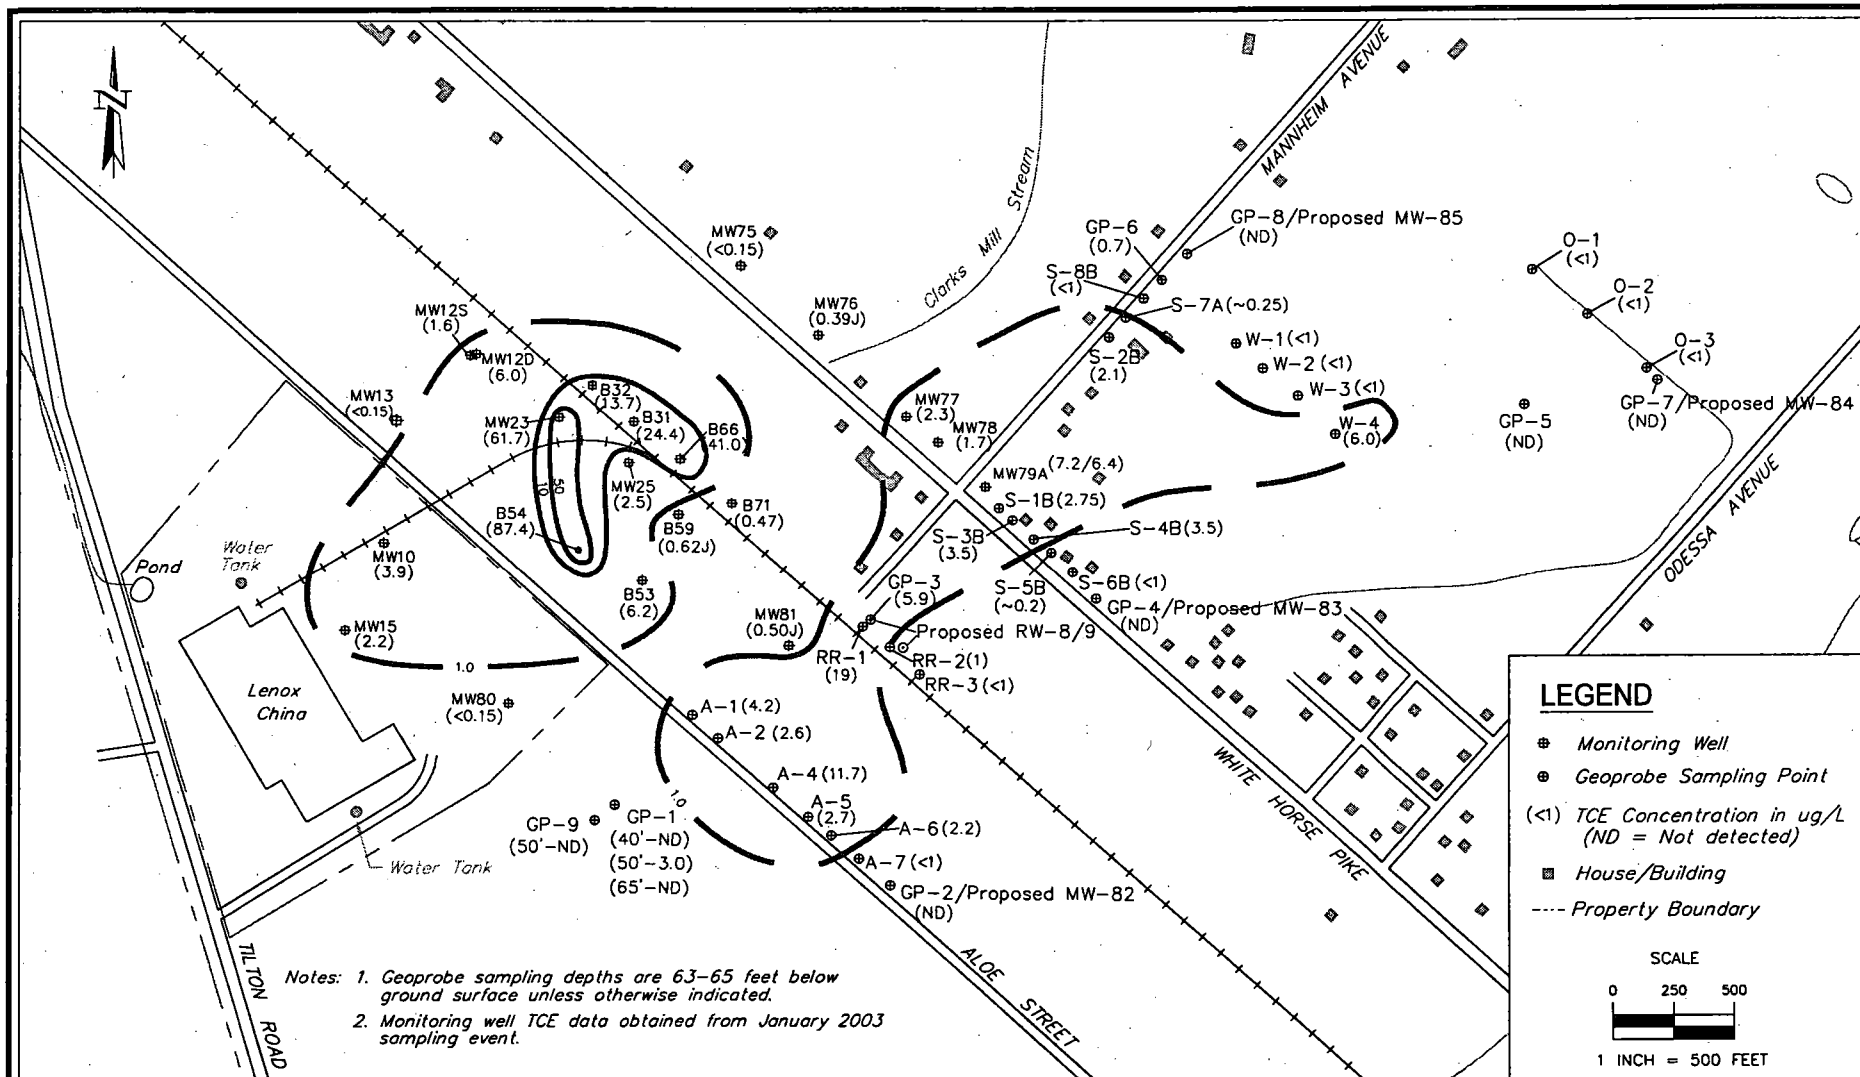 N
MANNHEIM AVENUE
Clarks Mill Stream
MW75
(<0.15)
MW76
(0.39J)
GP-8/Proposed MW-85
(ND)
GP-6
(0.7)
S-8B
(<1)
S-7A (~0.25)
S-2B
(2.1)
O-1
(<1)
O-2
(<1)
O-3
(<1)
W-1 (<1)
W-2 (<1)
W-3 (<1)
W-4
(6.0)
GP-5
(ND)
GP-7/Proposed MW-84
(ND)
MW12S
(1.6)
MW12D
(6.0)
MW13
(<0.15)
B32
(13.7)
MW23
(61.7)
B31
(24.4)
B66
(41.0)
MW77
(2.3)
MW78
(1.7)
MW79A (7.2/6.4)
S-1B (2.75)
S-3B
(3.5)
S-4B (3.5)
S-5B
(~0.2)
S-6B (<1)
GP-4/Proposed MW-83
(ND)
ODESSA AVENUE
50
10
MW25
(2.5)
B71
(0.47)
B54
(87.4)
B59
(0.62J)
B53
(6.2)
MW10
(3.9)
Water
Tank
Pond
MW15
(2.2)
1.0
MW81
(0.50J)
GP-3
(5.9)
Proposed RW-8/9
RR-1
(19)
RR-2 (1)
RR-3 (<1)
Lenox
China
MW80
(<0.15)
A-1 (4.2)
A-2 (2.6)
A-4 (11.7)
A-5
(2.7)
A-6 (2.2)
A-7 (<1)
1.0
GP-2/Proposed MW-82
(ND)
GP-9
(50'-ND)
GP-1
(40'-ND)
(50'-3.0)
(65'-ND)
Water Tank
WHITE HORSE PIKE
ALOE STREET
TILTON ROAD
Notes: 1. Geoprobe sampling depths are 63-65 feet below
ground surface unless otherwise indicated.
2. Monitoring well TCE data obtained from January 2003
sampling event.
LEGEND
Monitoring Well
Geoprobe Sampling Point
(<1) TCE Concentration in ug/L
(ND = Not detected)
House/Building
Property Boundary
SCALE
0 250 500
1 INCH = 500 FEET